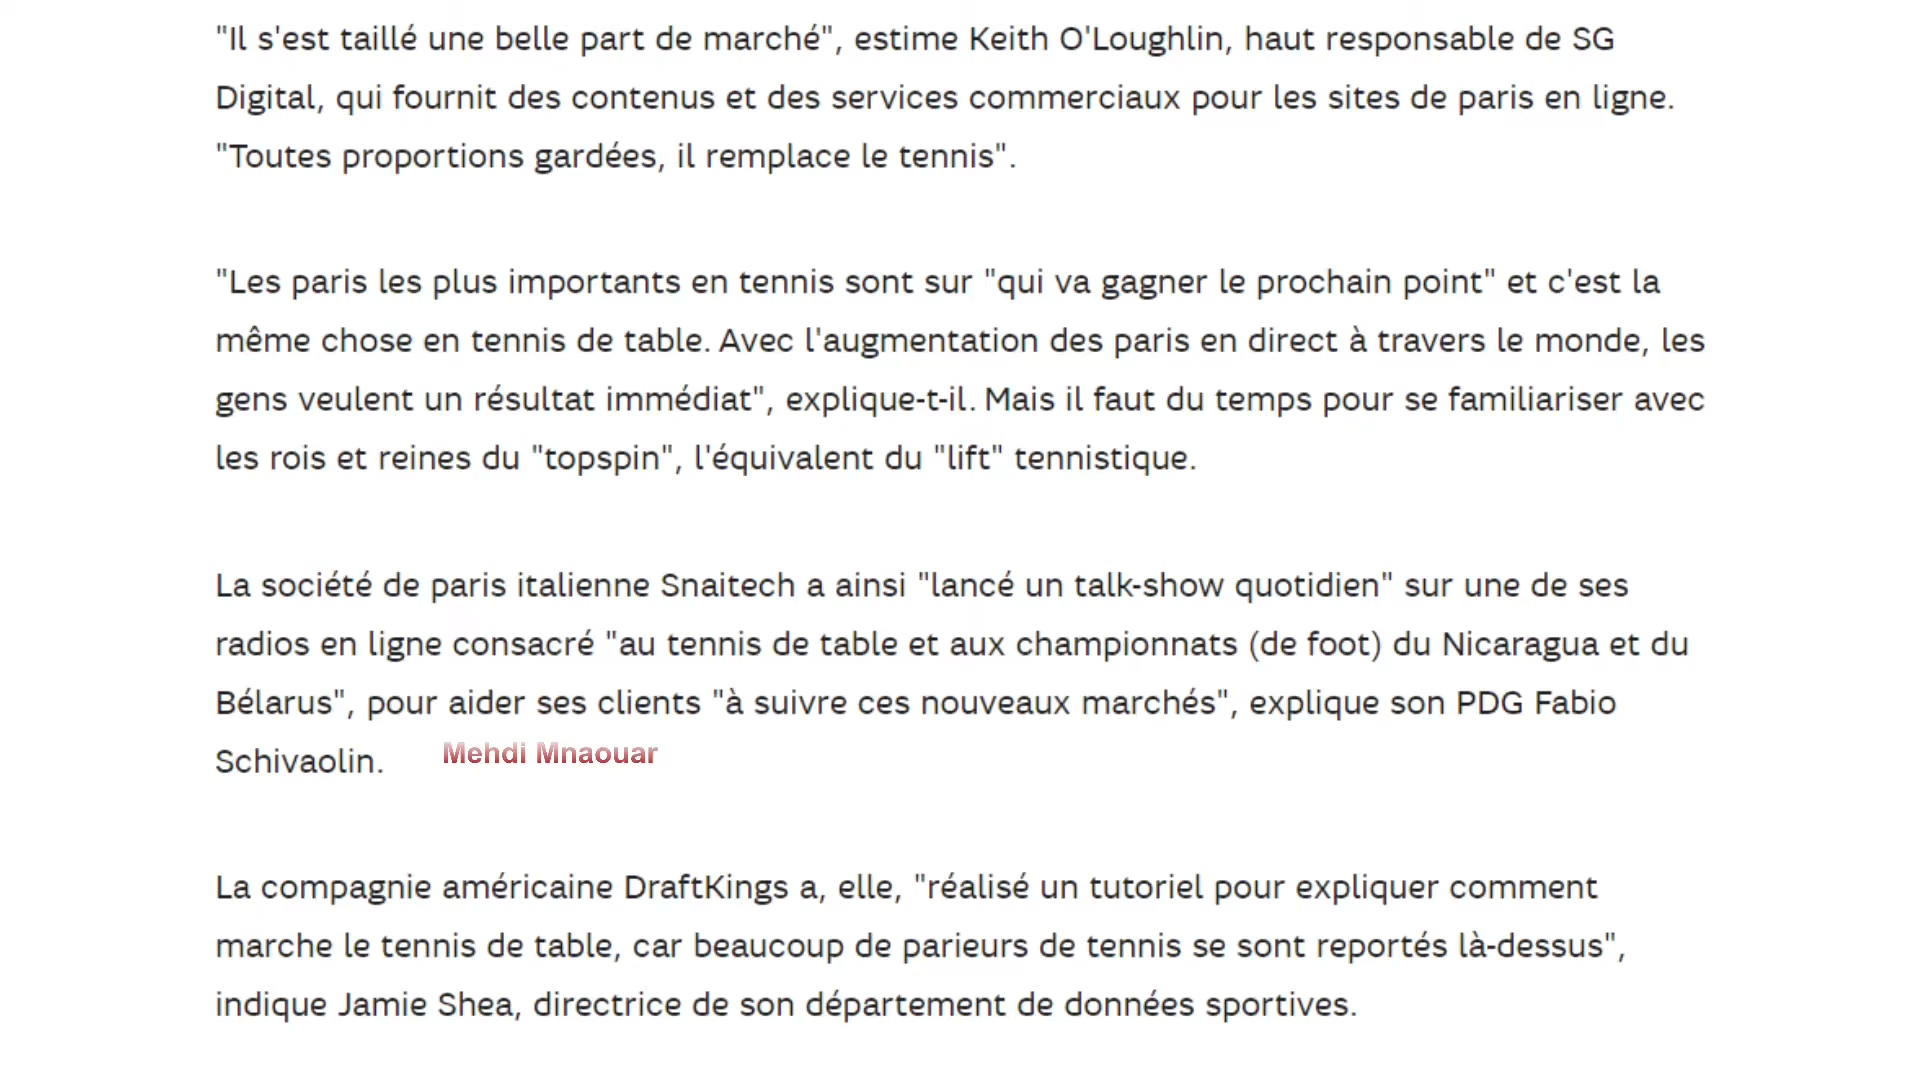 "Il s'est taillé une belle part de marché", estime Keith O'Loughlin, haut responsable de SG
Digital, qui fournit des contenus et des services commerciaux pour les sites de paris en ligne.
"Toutes proportions gardées, il remplace le tennis".
"Les paris les plus importants en tennis sont sur "qui va gagner le prochain point" et c'est la
même chose en tennis de table. Avec l'augmentation des paris en direct à travers le monde, les
gens veulent un résultat immédiat", explique-t-il. Mais il faut du temps pour se familiariser avec
les rois et reines du "topspin", l'équivalent du "lift" tennistique.
La société de paris italienne Snaitech a ainsi "lancé un talk-show quotidien" sur une de ses
radios en ligne consacré "au tennis de table et aux championnats (de foot) du Nicaragua et du
Bélarus", pour aider ses clients "à suivre ces nouveaux marchés", explique son PDG Fabio
Schivaolin.
Mehdi Mnaouar
La compagnie américaine DraftKings a, elle, "réalisé un tutoriel pour expliquer comment
marche le tennis de table, car beaucoup de parieurs de tennis se sont reportés là-dessus",
indique Jamie Shea, directrice de son département de données sportives.